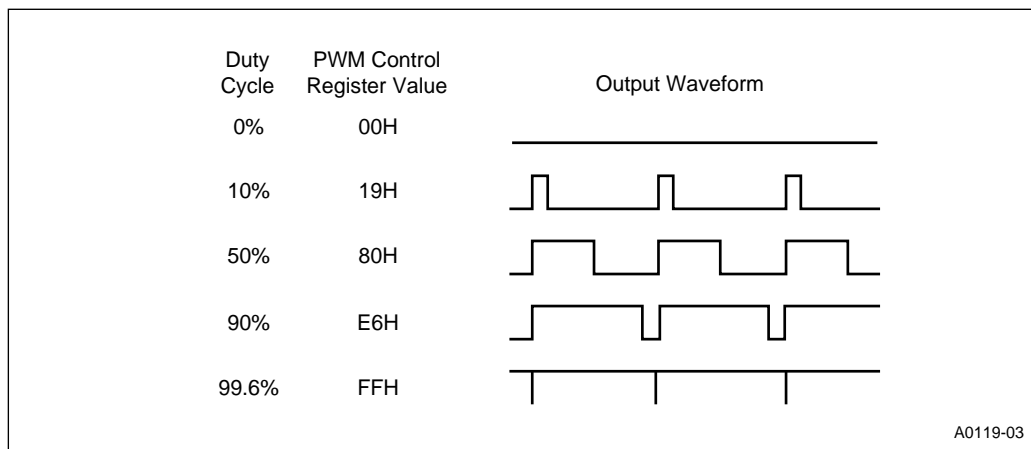 Duty Cycle
PWM Control Register Value
Output Waveform
0% 00H
10% 19H
50% 80H
90% E6H
99.6% FFH
A0119-03